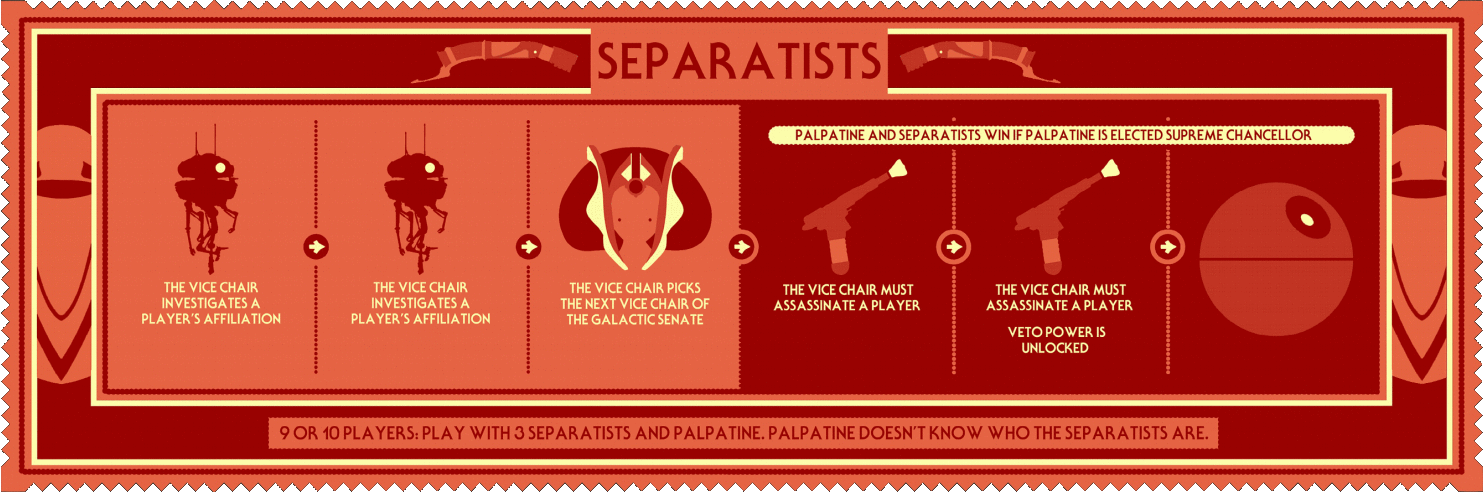 SEPARATISTS
PALPATINE AND SEPARATISTS WIN IF PALPATINE IS ELECTED SUPREME CHANCELLOR
THE VICE CHAIR
INVESTIGATES A
PLAYER'S AFFILIATION
THE VICE CHAIR
INVESTIGATES A
PLAYER'S AFFILIATION
THE VICE CHAIR PICKS
THE NEXT VICE CHAIR OF
THE GALACTIC SENATE
THE VICE CHAIR MUST
ASSASSINATE A PLAYER
THE VICE CHAIR MUST
ASSASSINATE A PLAYER
VETO POWER IS
UNLOCKED
9 OR 10 PLAYERS: PLAY WITH 3 SEPARATISTS AND PALPATINE. PALPATINE DOESN'T KNOW WHO THE SEPARATISTS ARE.